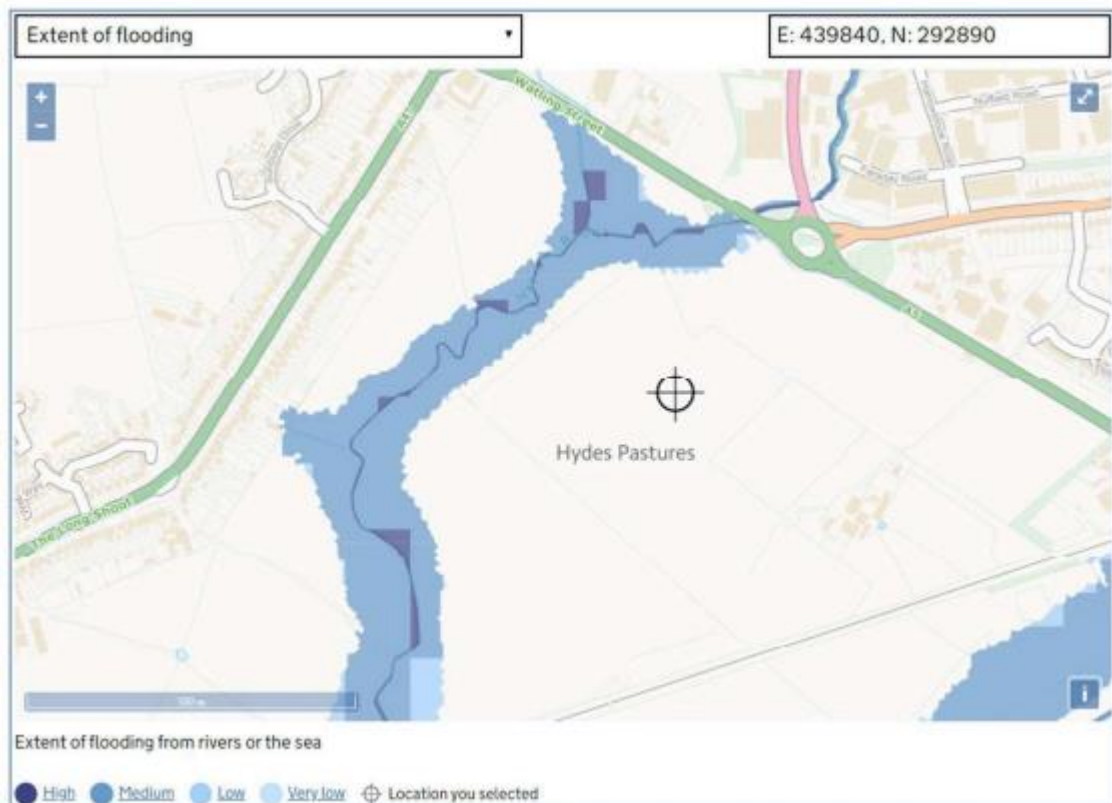 Extent of flooding
E: 439840, N: 292890
+
−
Watling Street
A5
The Long Shoot
Hydes Pastures
i
Extent of flooding from rivers or the sea
High Medium Low Very low Location you selected